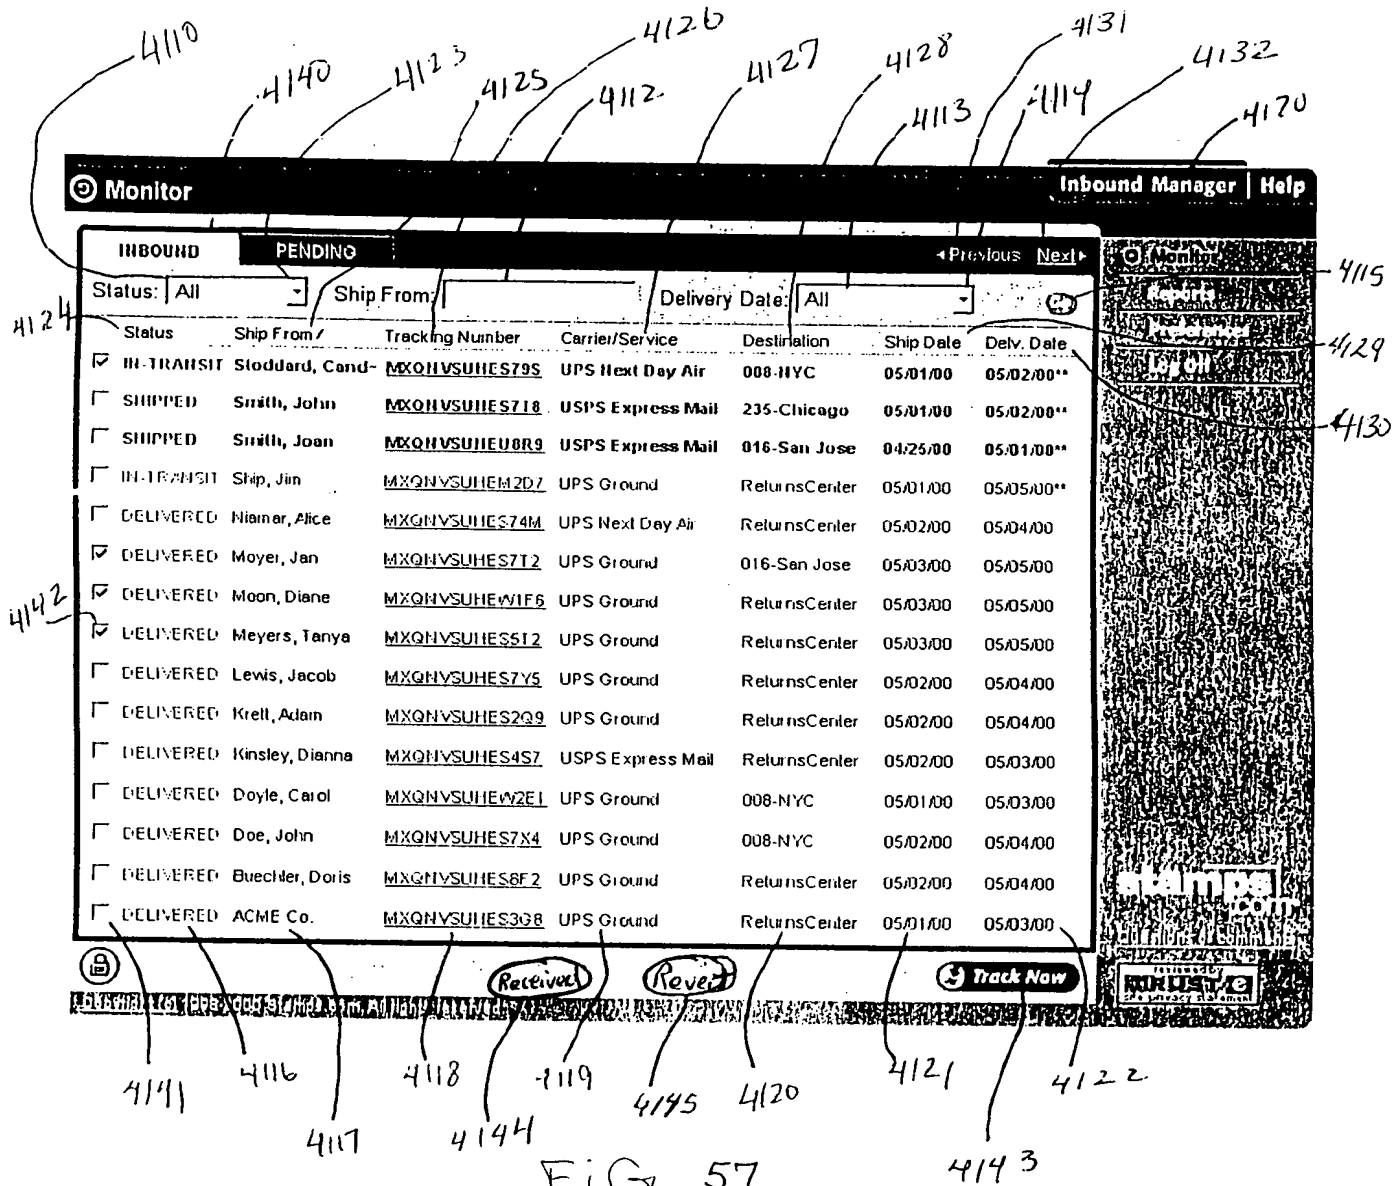 4110
4140
4123
4125
4126
4112
4127
4128
4113
4131
4114
4132
4170
Monitor
Inbound Manager | Help
INBOUND PENDING
Previous Next
Monitor
4115
Status: All Ship From: Delivery Date: All
4124
Status Ship From Tracking Number Carrier/Service Destination Ship Date Delv. Date
4129
Log Off
IN-TRANSIT Stoddard, Cand~ MXQNVSUHES79S UPS Next Day Air 008-NYC 05/01/00 05/02/00**
SHIPPED Smith, John MXQNVSUHES718 USPS Express Mail 235-Chicago 05/01/00 05/02/00**
4130
SHIPPED Smith, Joan MXQNVSUHEU8R9 USPS Express Mail 016-San Jose 04/25/00 05/01/00**
IN-TRANSIT Ship, Jim MXQNVSUHEM2D7 UPS Ground ReturnsCenter 05/01/00 05/05/00**
DELIVERED Niamar, Alice MXQNVSUHES74M UPS Next Day Air ReturnsCenter 05/02/00 05/04/00
DELIVERED Moyer, Jan MXQNVSUHES7T2 UPS Ground 016-San Jose 05/03/00 05/05/00
DELIVERED Moon, Diane MXQNVSUHEW1F6 UPS Ground ReturnsCenter 05/03/00 05/05/00
4142
DELIVERED Meyers, Tanya MXQNVSUHES5T2 UPS Ground ReturnsCenter 05/03/00 05/05/00
DELIVERED Lewis, Jacob MXQNVSUHES7Y5 UPS Ground ReturnsCenter 05/02/00 05/04/00
DELIVERED Krett, Adam MXQNVSUHES2Q9 UPS Ground ReturnsCenter 05/02/00 05/04/00
DELIVERED Kinsley, Dianna MXQNVSUHES4S7 USPS Express Mail ReturnsCenter 05/02/00 05/03/00
DELIVERED Doyle, Carol MXQNVSUHEW2E1 UPS Ground 008-NYC 05/01/00 05/03/00
DELIVERED Doe, John MXQNVSUHES7X4 UPS Ground 008-NYC 05/02/00 05/04/00
DELIVERED Buechler, Doris MXQNVSUHES8F2 UPS Ground ReturnsCenter 05/02/00 05/04/00
DELIVERED ACME Co. MXQNVSUHES3G8 UPS Ground ReturnsCenter 05/01/00 05/03/00
stamps
.com
Received Revert Track Now
reviewed by
TRUSTe
site privacy statement
4141
4116
4117
4118
4144
4119
4145
4120
4121
4143
4122
FiG 57